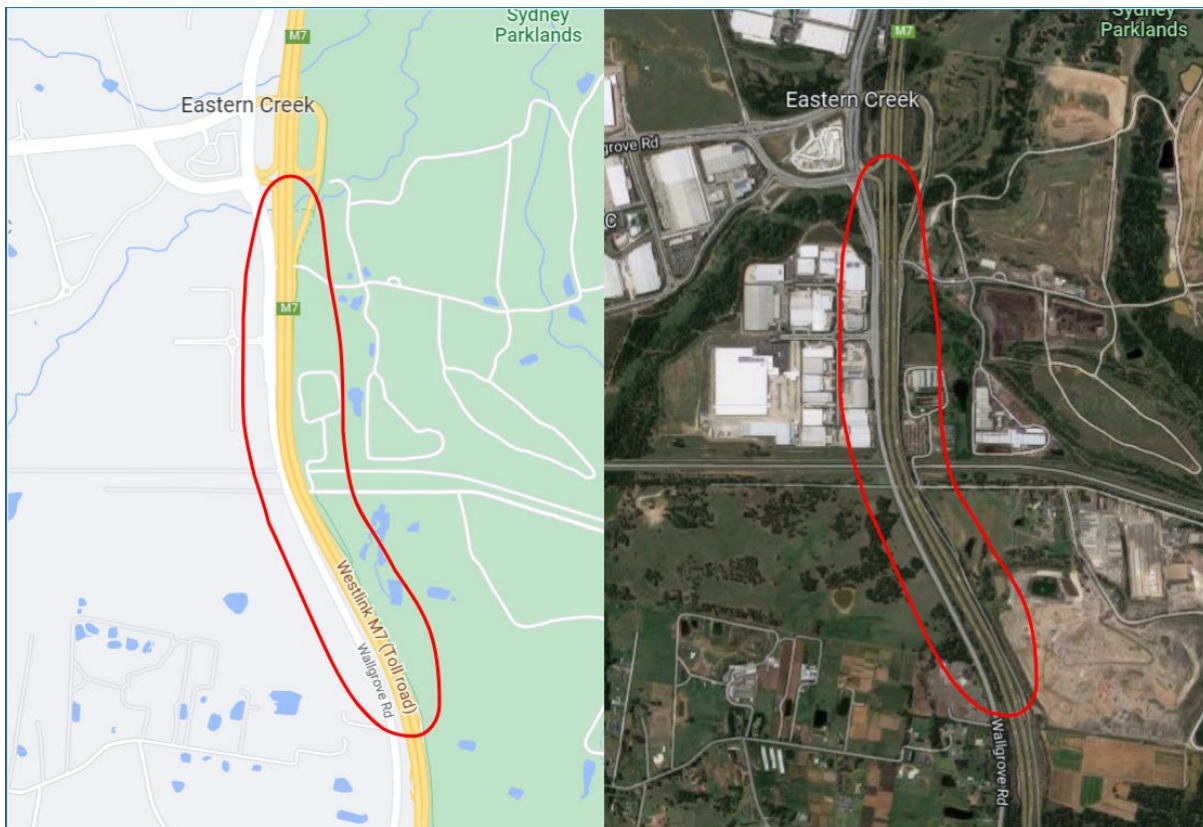 Sydney
Parklands
M7
Eastern Creek
C
M7
Westlink M7 (Toll road)
Wallgrove Rd
Sydney
Parklands
M7
Eastern Creek
grove Rd
C
Wallgrove Rd